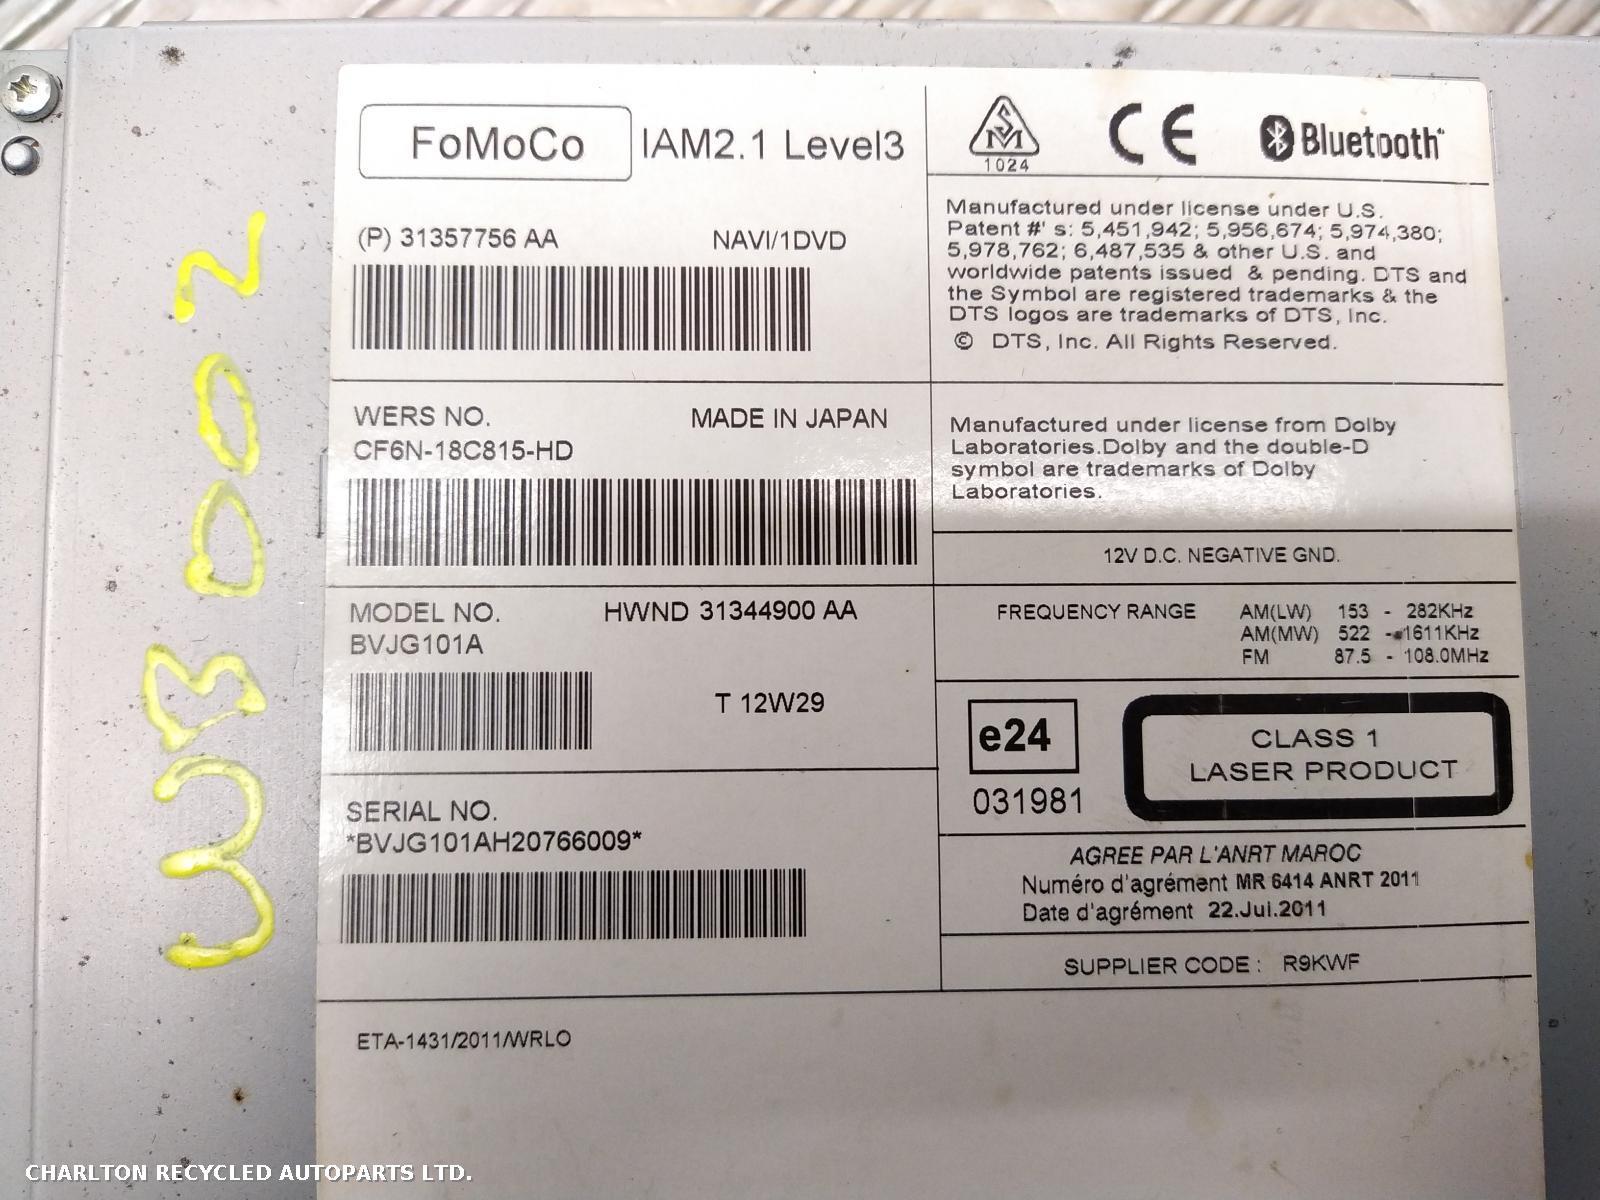 FoMoCo IAM2.1 Level3
(P) 31357756 AA NAVI/1DVD
WERS NO. MADE IN JAPAN
CF6N-18C815-HD
MODEL NO. HWND 31344900 AA
BVJG101A
T 12W29
SERIAL NO.
*BVJG101AH20766009*
ETA-1431/2011/WRLO
SM
1024
CE
Bluetooth
Manufactured under license under U.S.
Patent #' s: 5,451,942; 5,956,674; 5,974,380;
5,978,762; 6,487,535 & other U.S. and
worldwide patents issued & pending. DTS and
the Symbol are registered trademarks & the
DTS logos are trademarks of DTS, Inc.
© DTS, Inc. All Rights Reserved.
Manufactured under license from Dolby
Laboratories.Dolby and the double-D
symbol are trademarks of Dolby
Laboratories.
12V D.C. NEGATIVE GND.
FREQUENCY RANGE AM(LW) 153 - 282KHz
AM(MW) 522 - 1611KHz
FM 87.5 - 108.0MHz
e24
031981
CLASS 1
LASER PRODUCT
AGREE PAR L'ANRT MAROC
Numéro d'agrément MR 6414 ANRT 2011
Date d'agrément 22.Jui.2011
SUPPLIER CODE : R9KWF
CHARLTON RECYCLED AUTOPARTS LTD.